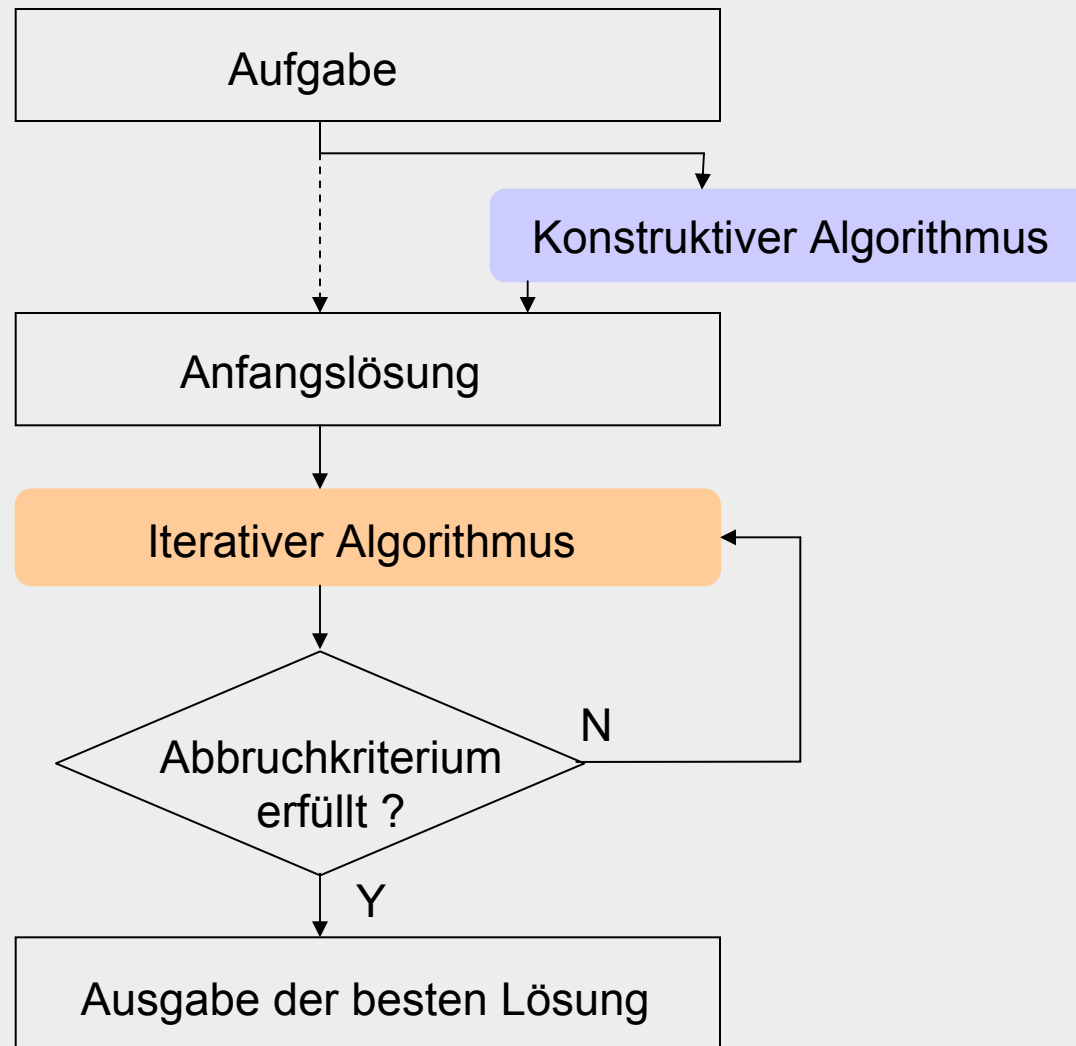 Aufgabe
Konstruktiver Algorithmus
Anfangslösung
Iterativer Algorithmus
N
Abbruchkriterium
erfüllt ?
Y
Ausgabe der besten Lösung